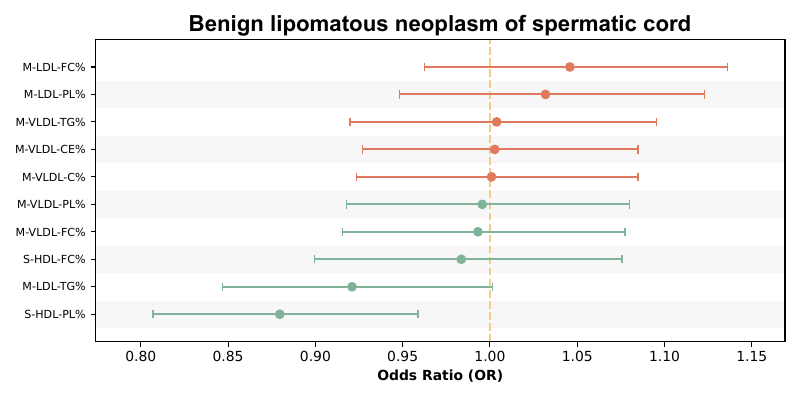 Benign lipomatous neoplasm of spermatic cord
M-LDL-FC%
M-LDL-PL%
M-VLDL-TG%
M-VLDL-CE%
M-VLDL-C%
M-VLDL-PL%
M-VLDL-FC%
S-HDL-FC%
M-LDL-TG%
S-HDL-PL%
0.80 0.85 0.90 0.95 1.00 1.05 1.10 1.15
Odds Ratio (OR)